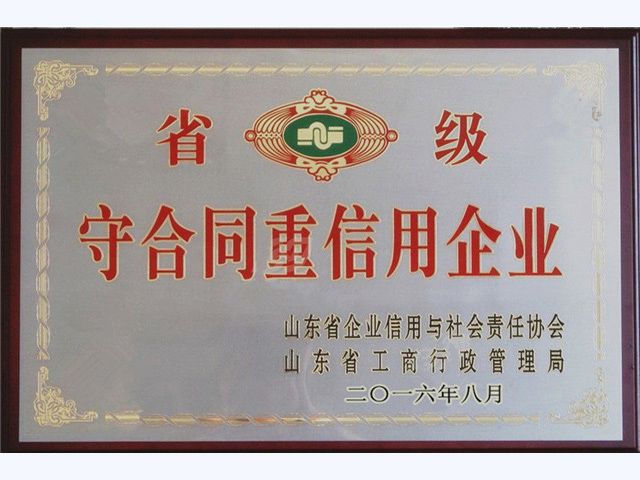 省 级
守合同重信用企业
山东省企业信用与社会责任协会
山东省工商行政管理局
二〇一六年八月